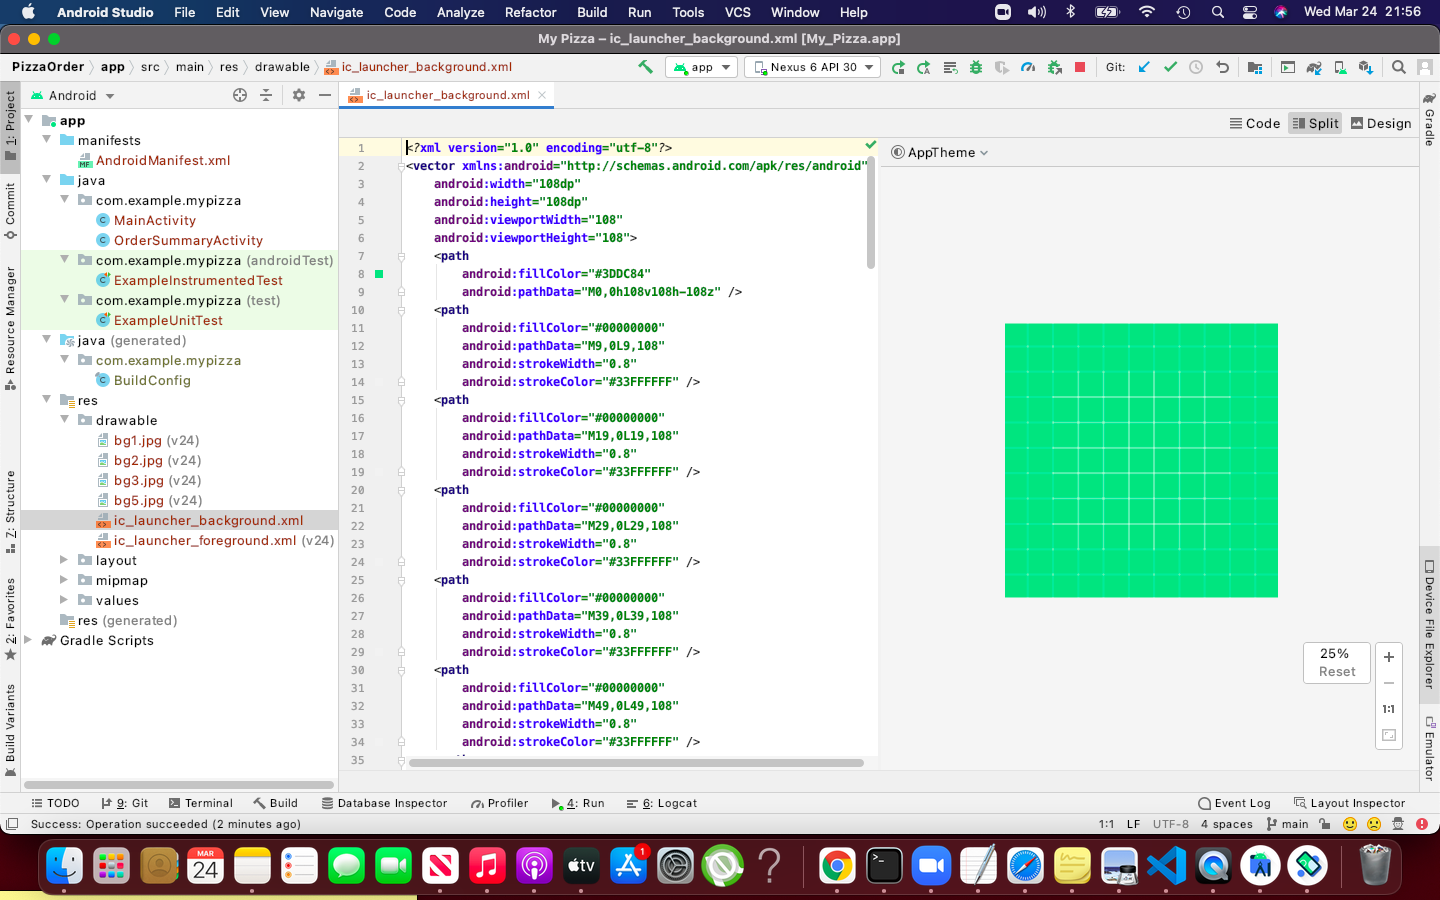 Android Studio File Edit View Navigate Code Analyze Refactor Build Run Tools VCS Window Help Wed Mar 24 21:56
My Pizza – ic_launcher_background.xml [My_Pizza.app]
PizzaOrder app src main res drawable ic_launcher_background.xml app Nexus 6 API 30 Git:
Android
ic_launcher_background.xml
Code Split Design
AppTheme
1: Project
Commit
Resource Manager
Z: Structure
2: Favorites
Build Variants
app
manifests
AndroidManifest.xml
java
com.example.mypizza
MainActivity
OrderSummaryActivity
com.example.mypizza (androidTest)
ExampleInstrumentedTest
com.example.mypizza (test)
ExampleUnitTest
java (generated)
com.example.mypizza
BuildConfig
res
drawable
bg1.jpg (v24)
bg2.jpg (v24)
bg3.jpg (v24)
bg5.jpg (v24)
ic_launcher_background.xml
ic_launcher_foreground.xml (v24)
layout
mipmap
values
res (generated)
Gradle Scripts
1 <?xml version="1.0" encoding="utf-8"?>
2 <vector xmlns:android="http://schemas.android.com/apk/res/android"
3 android:width="108dp"
4 android:height="108dp"
5 android:viewportWidth="108"
6 android:viewportHeight="108">
7 <path
8 android:fillColor="#3DDC84"
9 android:pathData="M0,0h108v108h-108z" />
10 <path
11 android:fillColor="#00000000"
12 android:pathData="M9,0L9,108"
13 android:strokeWidth="0.8"
14 android:strokeColor="#33FFFFFF" />
15 <path
16 android:fillColor="#00000000"
17 android:pathData="M19,0L19,108"
18 android:strokeWidth="0.8"
19 android:strokeColor="#33FFFFFF" />
20 <path
21 android:fillColor="#00000000"
22 android:pathData="M29,0L29,108"
23 android:strokeWidth="0.8"
24 android:strokeColor="#33FFFFFF" />
25 <path
26 android:fillColor="#00000000"
27 android:pathData="M39,0L39,108"
28 android:strokeWidth="0.8"
29 android:strokeColor="#33FFFFFF" />
30 <path
31 android:fillColor="#00000000"
32 android:pathData="M49,0L49,108"
33 android:strokeWidth="0.8"
34 android:strokeColor="#33FFFFFF" />
35
25%
Reset
1:1
Gradle
Device File Explorer
Emulator
TODO 9: Git Terminal Build Database Inspector Profiler 4: Run 6: Logcat Event Log Layout Inspector
Success: Operation succeeded (2 minutes ago) 1:1 LF UTF-8 4 spaces main
MAR
24
1
tv